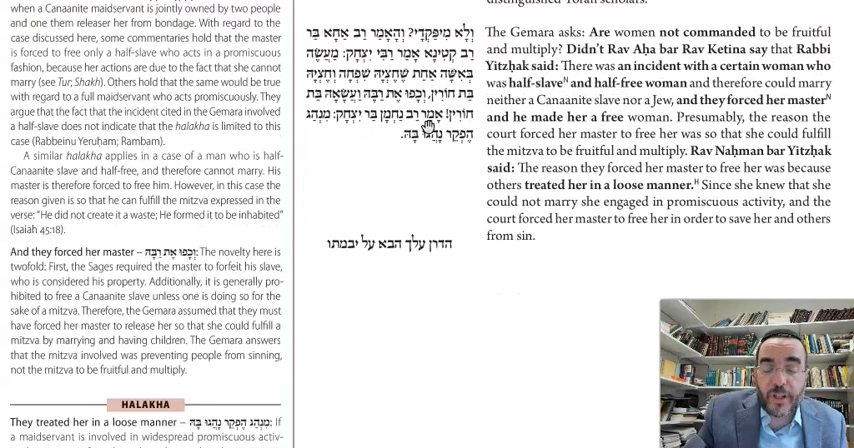 when a Canaanite maidservant is jointly owned by two people
and one them releaser her from bondage. With regard to the
case discussed here, some commentaries hold that the master
is forced to free only a half-slave who acts in a promiscuous
fashion, because her actions are due to the fact that she cannot
marry (see Tur; Shakh). Others hold that the same would be true
with regard to a full maidservant who acts promiscuously. They
argue that the fact that the incident cited in the Gemara involved
a half-slave does not indicate that the halakha is limited to this
case (Rabbeinu Yeruḥam; Rambam).
A similar halakha applies in a case of a man who is half-
Canaanite slave and half-free, and therefore cannot marry. His
master is therefore forced to free him. However, in this case the
reason given is so that he can fulfill the mitzva expressed in the
verse: “He did not create it a waste; He formed it to be inhabited”
(Isaiah 45:18).
And they forced her master – וְכָפוּ אֶת רַבָּהּ: The novelty here is
twofold: First, the Sages required the master to forfeit his slave,
who is considered his property. Additionally, it is generally pro-
hibited to free a Canaanite slave unless one is doing so for the
sake of a mitzva. Therefore, the Gemara assumed that they must
have forced her master to release her so that she could fulfill a
mitzva by marrying and having children. The Gemara answers
that the mitzva involved was preventing people from sinning,
not the mitzva to be fruitful and multiply.
HALAKHA
They treated her in a loose manner – מִנְהַג הֶפְקֵר נָהֲגוּ בָּהּ: If
a maidservant is involved in widespread promiscuous activ-
וְלָא מִיפַּקְּדִי? וְהָאָמַר רַב אַחָא בַּר
רַב קַטִּינָא אָמַר רַבִּי יִצְחָק: מַעֲשֶׂה
בְּאִשָּׁה אַחַת שֶׁחֶצְיָהּ שִׁפְחָה וְחֶצְיָהּ
בַּת חוֹרִין, וְכָפוּ אֶת רַבָּהּ וַעֲשָׂאָהּ בַּת
חוֹרִין! אָמַר רַב נַחְמָן בַּר יִצְחָק: מִנְהַג
הֶפְקֵר נָהֲגוּ בָּהּ.
הדרן עלך הבא על יבמתו
The Gemara asks: Are women not commanded to be fruitful
and multiply? Didn’t Rav Aḥa bar Rav Ketina say that Rabbi
Yitzḥak said: There was an incident with a certain woman who
was half-slaveᴺ and half-free woman and therefore could marry
neither a Canaanite slave nor a Jew, and they forced her masterᴺ
and he made her a free woman. Presumably, the reason the
court forced her master to free her was so that she could fulfill
the mitzva to be fruitful and multiply. Rav Naḥman bar Yitzḥak
said: The reason they forced her master to free her was because
others treated her in a loose manner.ᴴ Since she knew that she
could not marry she engaged in promiscuous activity, and the
court forced her master to free her in order to save her and others
from sin.